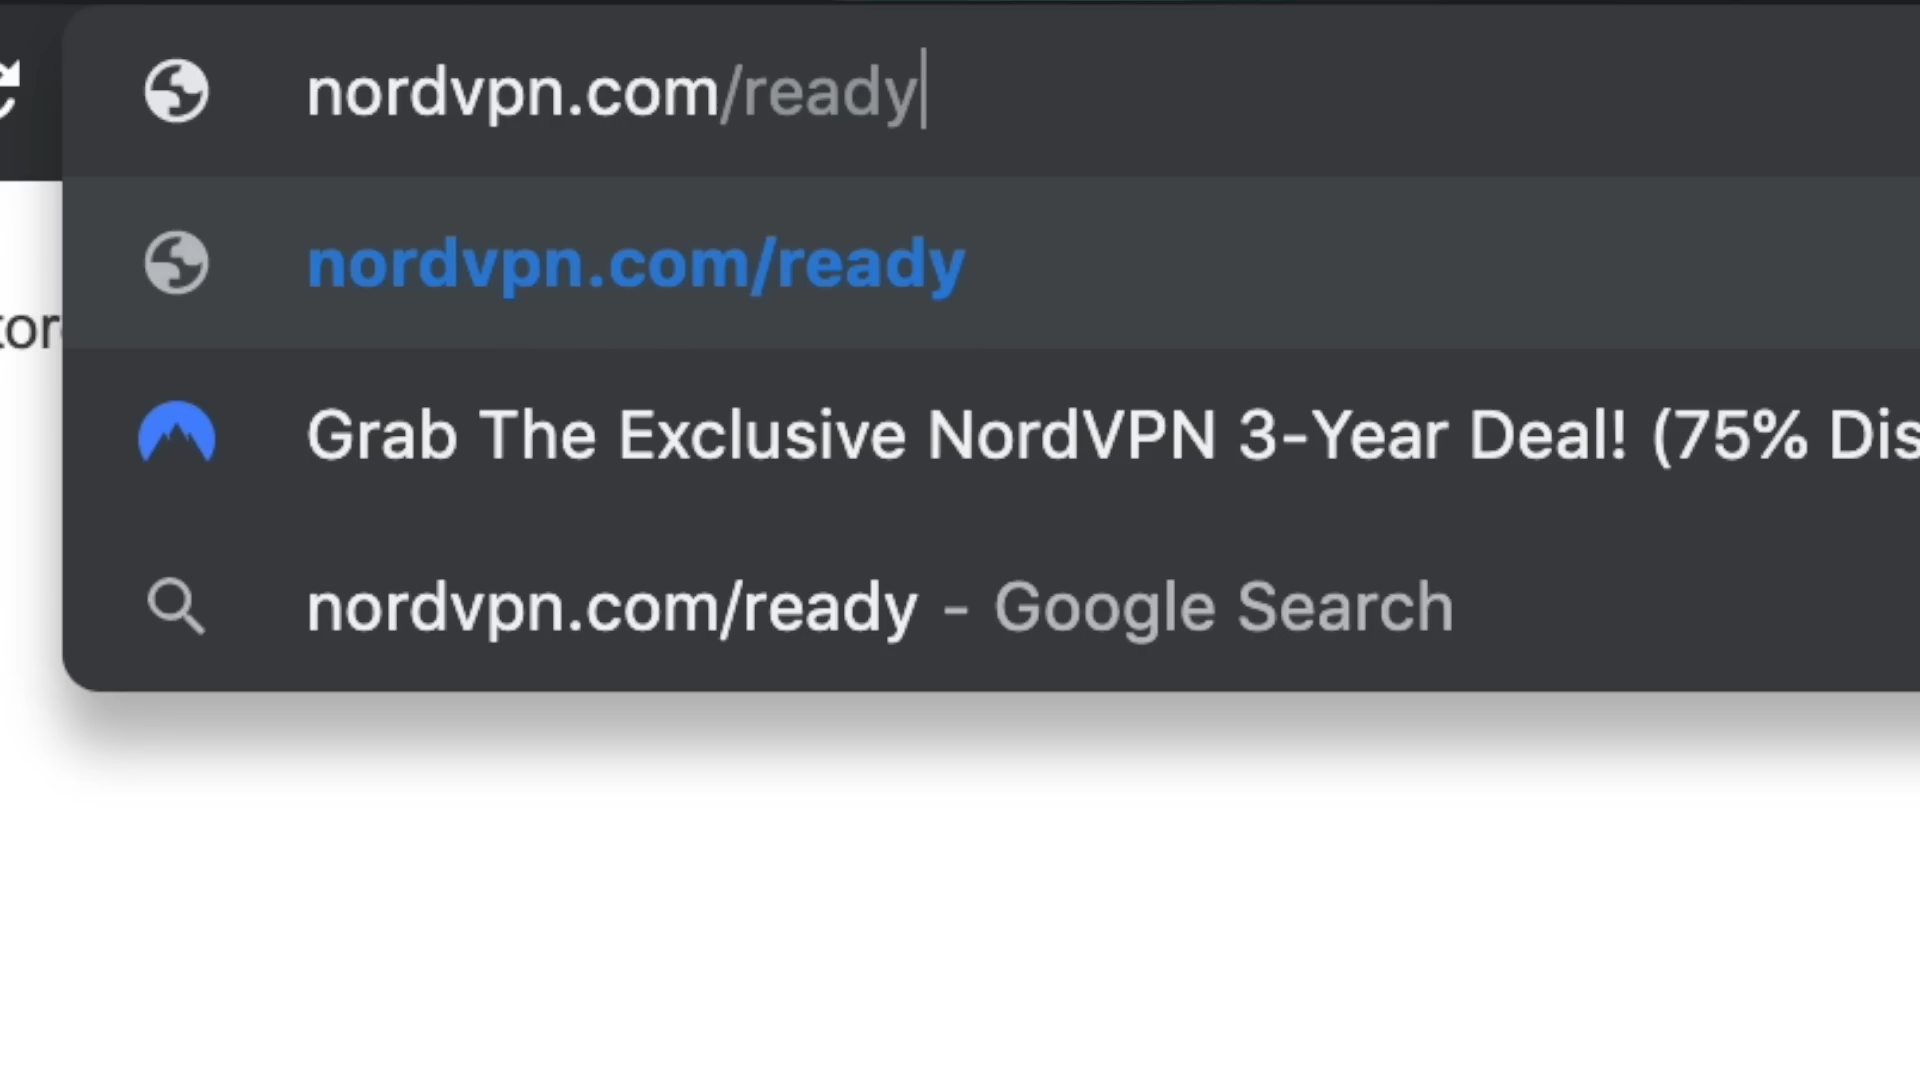 nordvpn.com/ready
nordvpn.com/ready
Grab The Exclusive NordVPN 3-Year Deal! (75% Dis
nordvpn.com/ready - Google Search